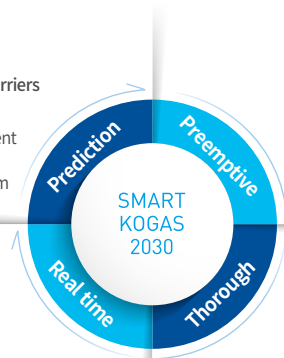 rriers
ent
m
Prediction
Preemptive
SMART
KOGAS
2030
Real time
Thorough